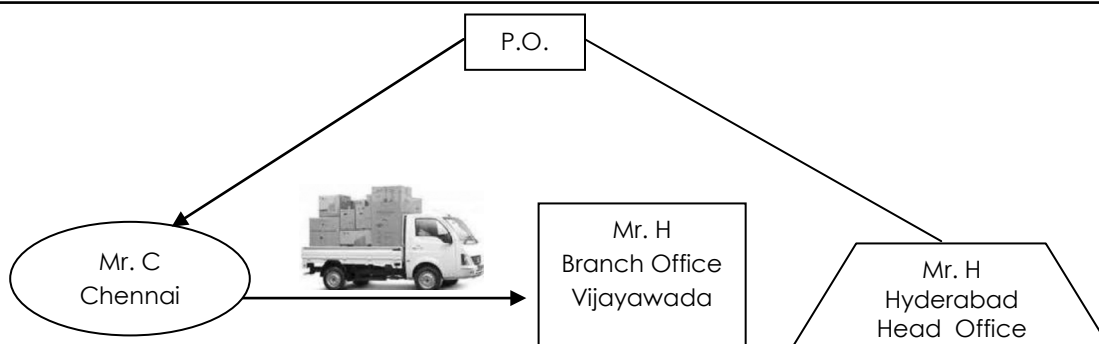 P.O.
Mr. C
Chennai
Mr. H
Branch Office
Vijayawada
Mr. H
Hyderabad
Head Office